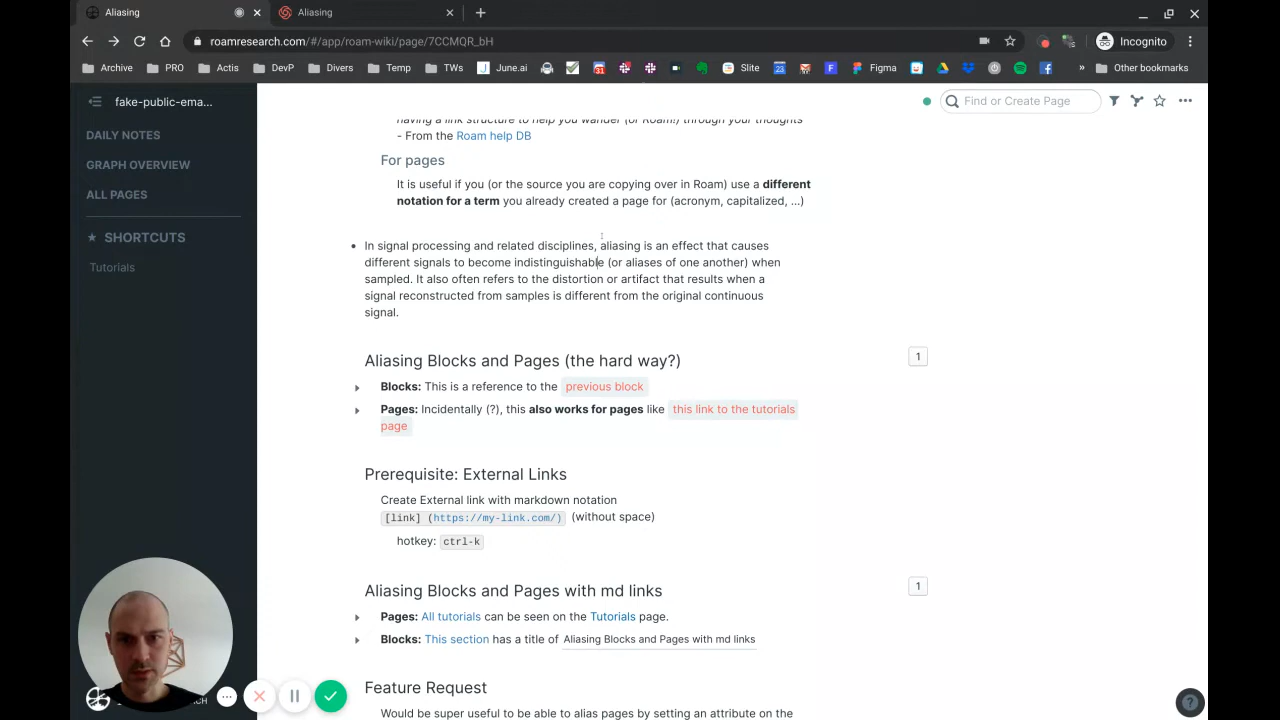 Aliasing
Aliasing
roamresearch.com/#/app/roam-wiki/page/7CCMQR_bH
Incognito
Archive
PRO
Actis
DevP
Divers
Temp
TWs
June.ai
31
Slite
23
F
Figma
»
Other bookmarks
fake-public-ema...
Find or Create Page
DAILY NOTES
GRAPH OVERVIEW
ALL PAGES
★ SHORTCUTS
Tutorials
having a link structure to help you wander (or Roam!) through your thoughts
- From the Roam help DB
For pages
It is useful if you (or the source you are copying over in Roam) use a different
notation for a term you already created a page for (acronym, capitalized, ...)
• In signal processing and related disciplines, aliasing is an effect that causes
different signals to become indistinguishable (or aliases of one another) when
sampled. It also often refers to the distortion or artifact that results when a
signal reconstructed from samples is different from the original continuous
signal.
Aliasing Blocks and Pages (the hard way?)
1
Blocks: This is a reference to the previous block
Pages: Incidentally (?), this also works for pages like this link to the tutorials
page
Prerequisite: External Links
Create External link with markdown notation
[link] (https://my-link.com/) (without space)
hotkey: ctrl-k
Aliasing Blocks and Pages with md links
1
Pages: All tutorials can be seen on the Tutorials page.
Blocks: This section has a title of Aliasing Blocks and Pages with md links
Feature Request
Would be super useful to be able to alias pages by setting an attribute on the
?